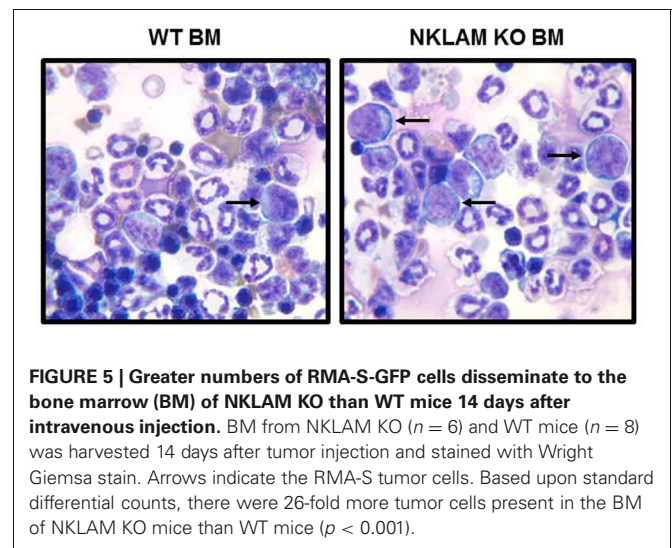 WT BM
NKLAM KO BM
FIGURE 5 | Greater numbers of RMA-S-GFP cells disseminate to the
bone marrow (BM) of NKLAM KO than WT mice 14 days after
intravenous injection. BM from NKLAM KO (n = 6) and WT mice (n = 8)
was harvested 14 days after tumor injection and stained with Wright
Giemsa stain. Arrows indicate the RMA-S tumor cells. Based upon standard
differential counts, there were 26-fold more tumor cells present in the BM
of NKLAM KO mice than WT mice (p < 0.001).